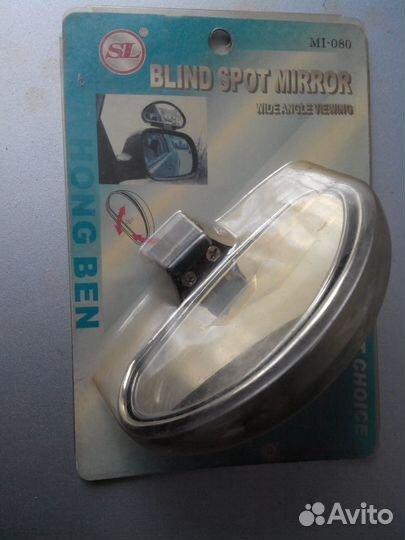 SL
MI-080
BLIND SPOT MIRROR
WIDE ANGLE VIEWING
HONG BEN
CHOICE
Avito